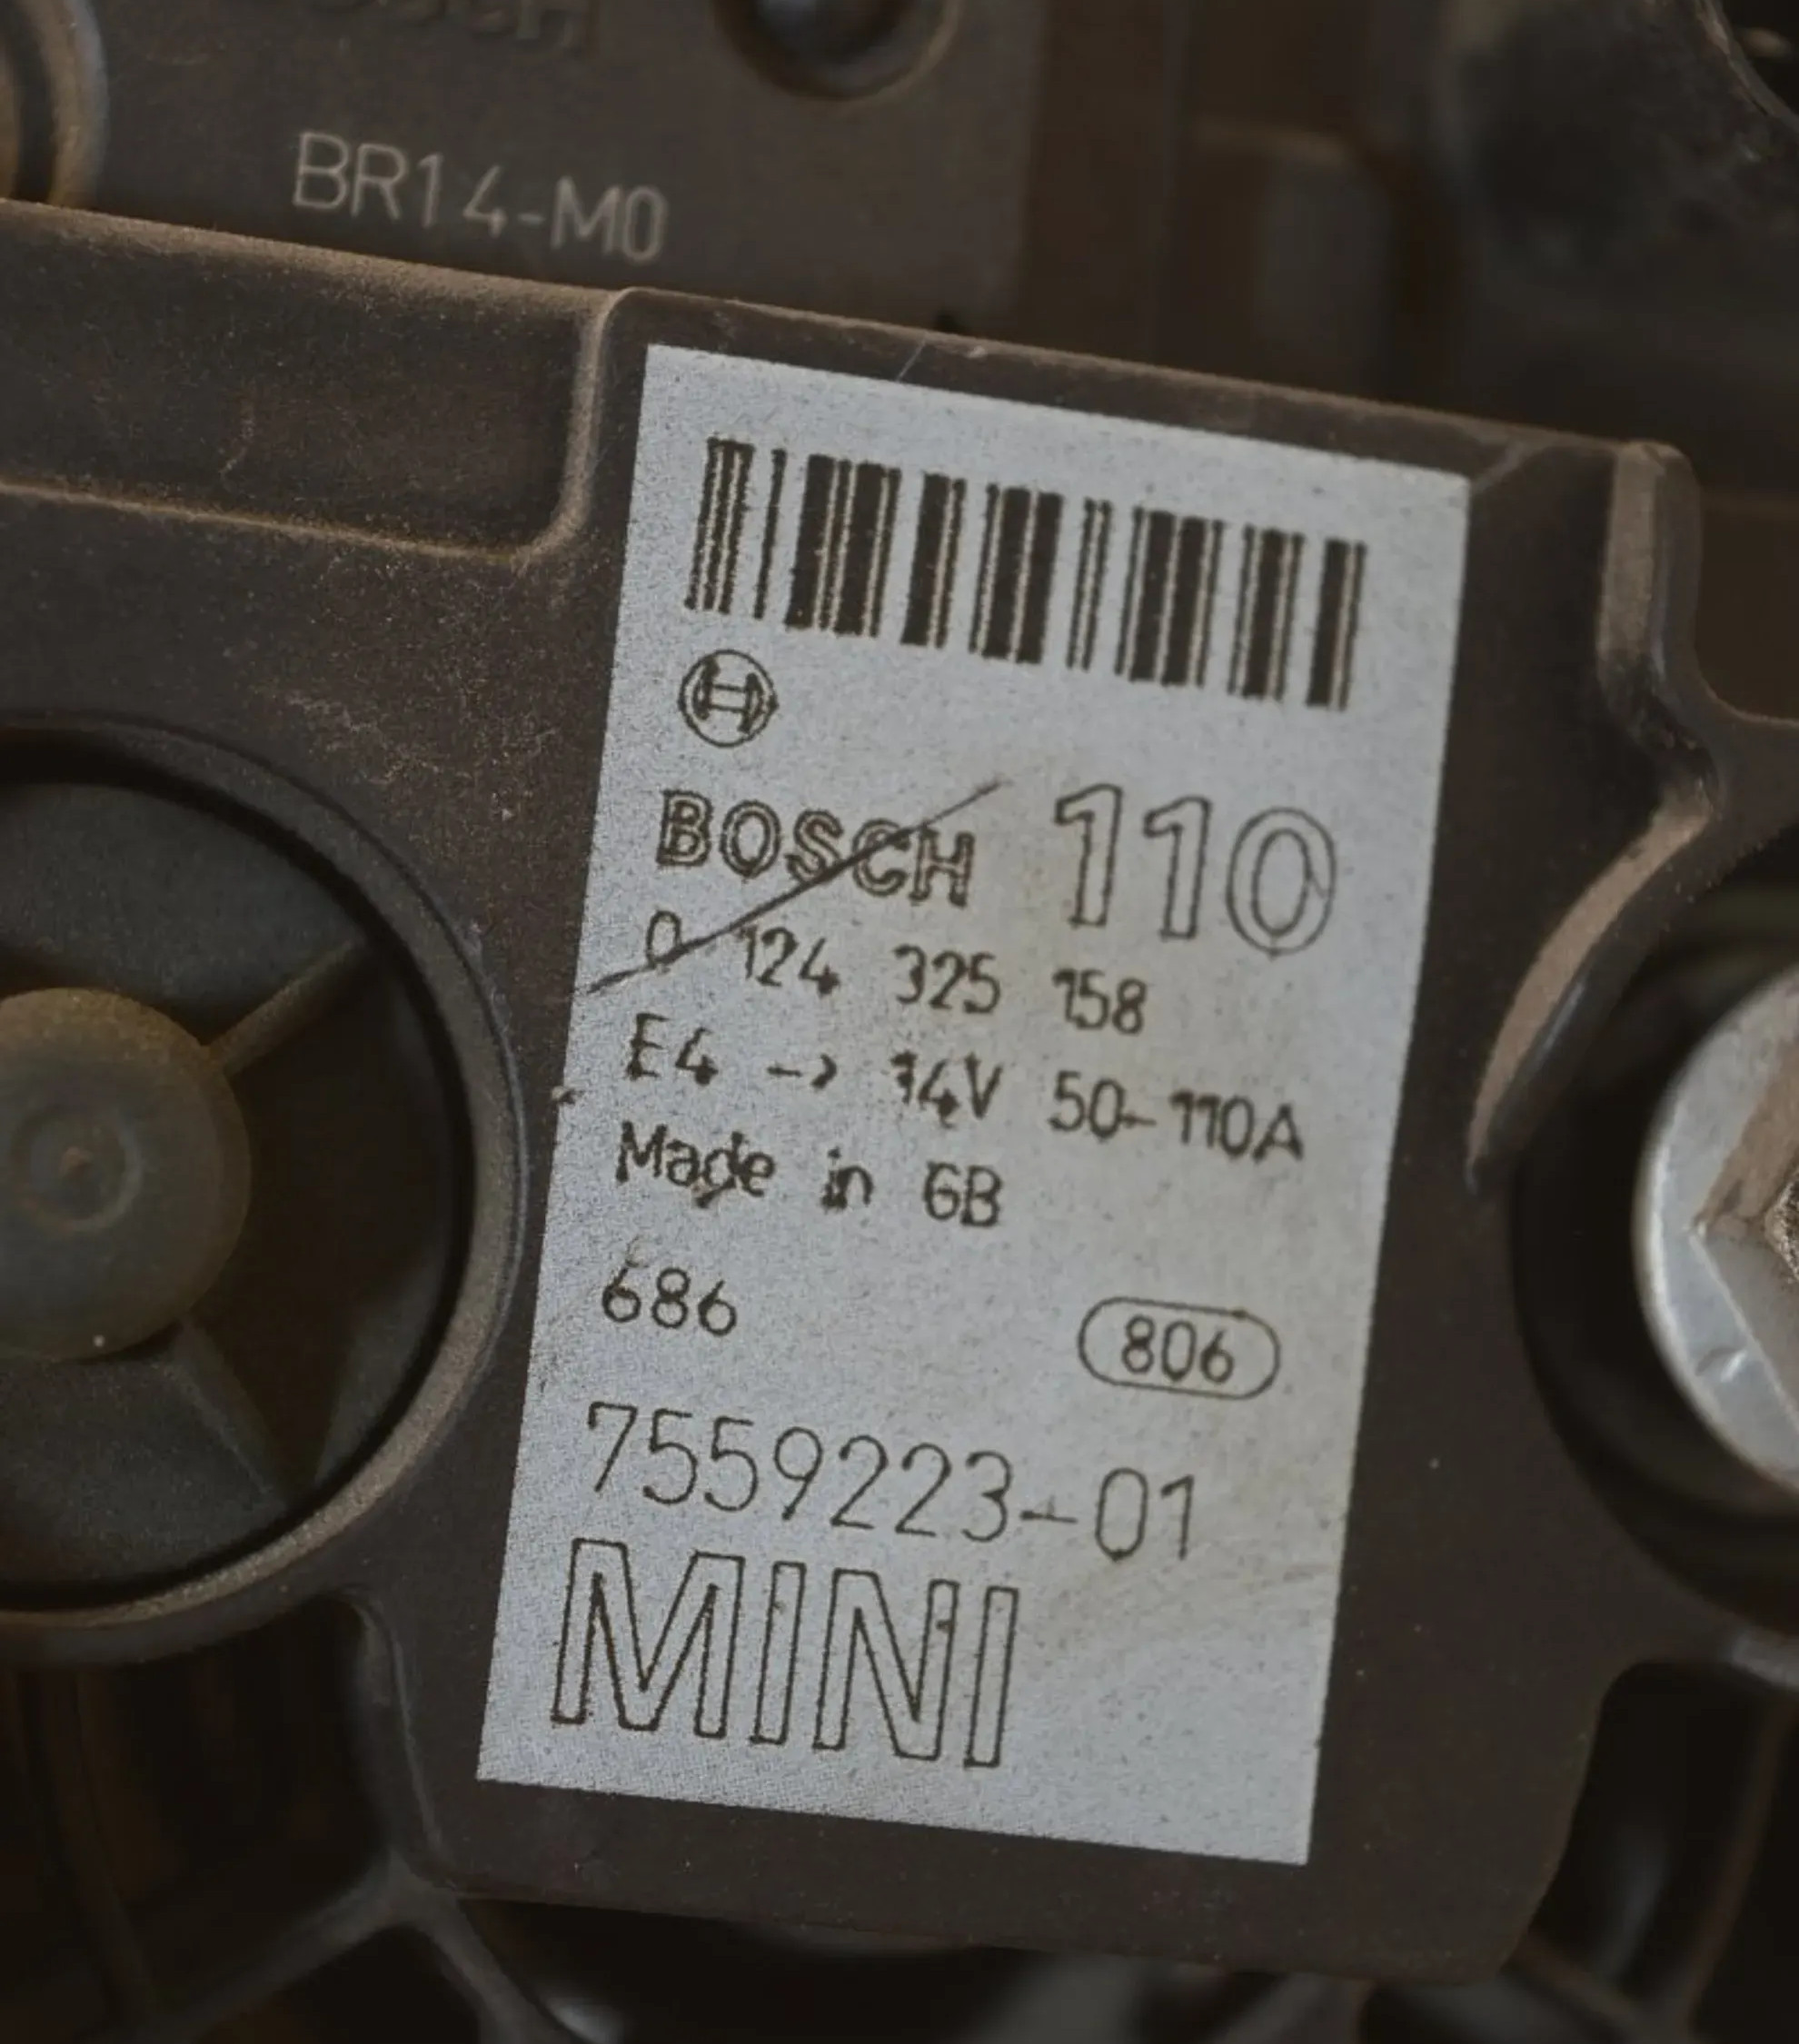 BR14-M0
BOSCH 110
0 124 325 158
E4 -> 14V 50-110A
Made in GB
686 806
7559223-01
MINI